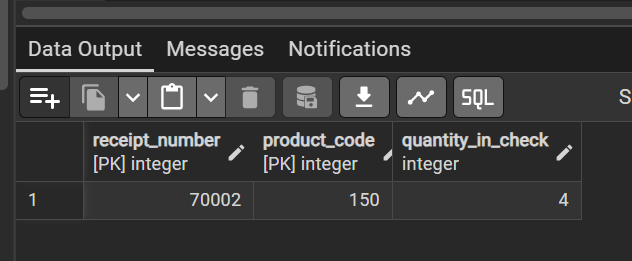 Data Output Messages Notifications
SQL S
receipt_number product_code quantity_in_check
[PK] integer [PK] integer integer
1 70002 150 4